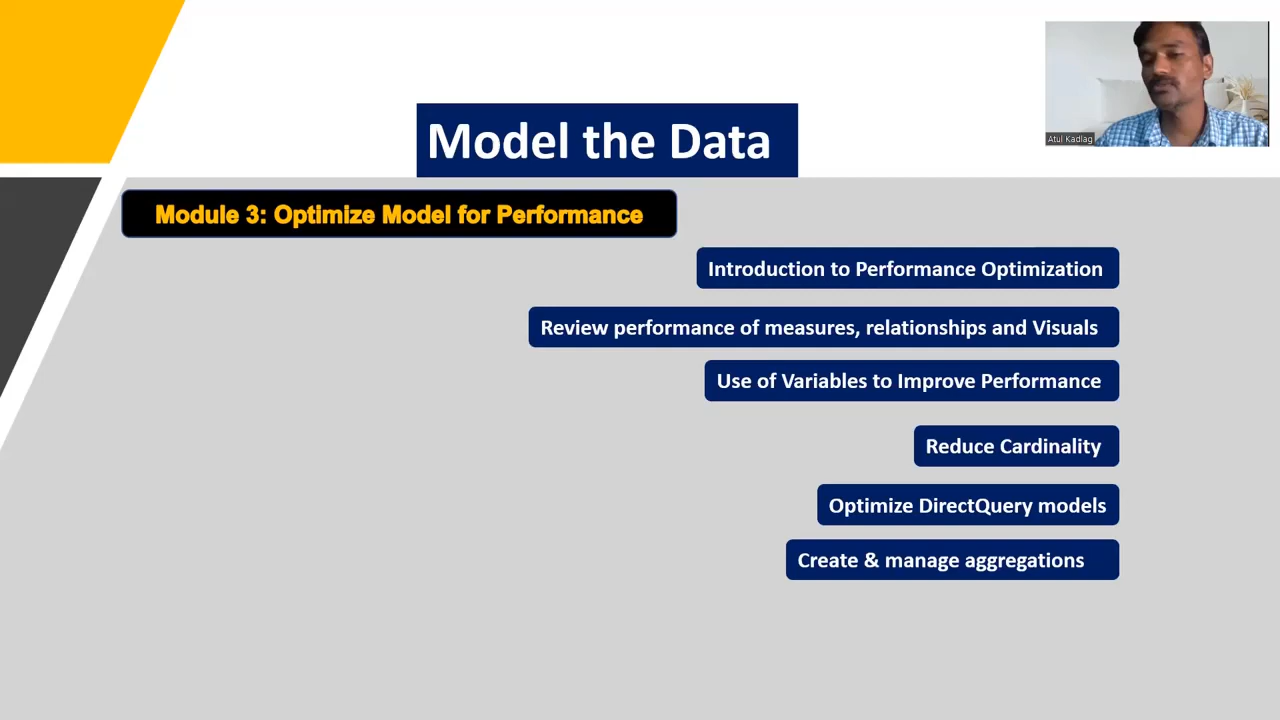 Model the Data
Atul Kadlag
Module 3: Optimize Model for Performance
Introduction to Performance Optimization
Review performance of measures, relationships and Visuals
Use of Variables to Improve Performance
Reduce Cardinality
Optimize DirectQuery models
Create & manage aggregations